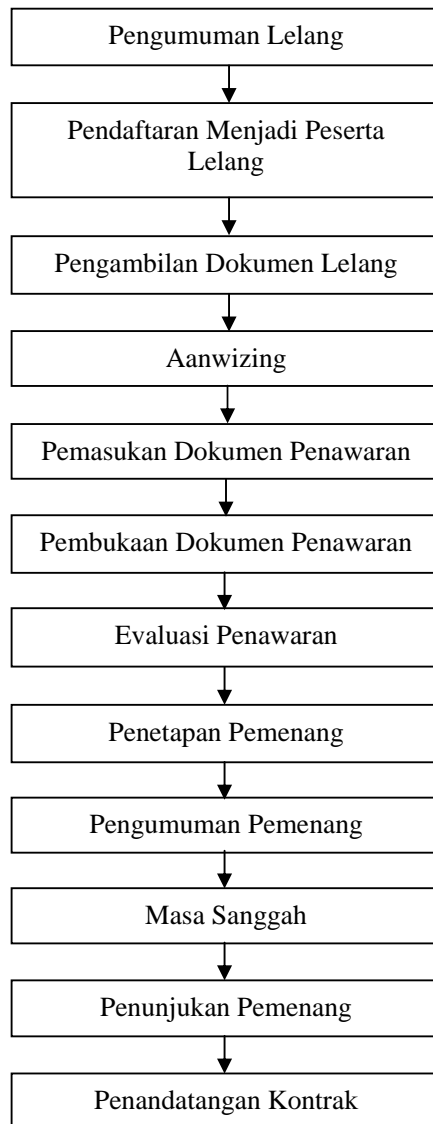 Pengumuman Lelang
Pendaftaran Menjadi Peserta
Lelang
Pengambilan Dokumen Lelang
Aanwizing
Pemasukan Dokumen Penawaran
Pembukaan Dokumen Penawaran
Evaluasi Penawaran
Penetapan Pemenang
Pengumuman Pemenang
Masa Sanggah
Penunjukan Pemenang
Penandatangan Kontrak